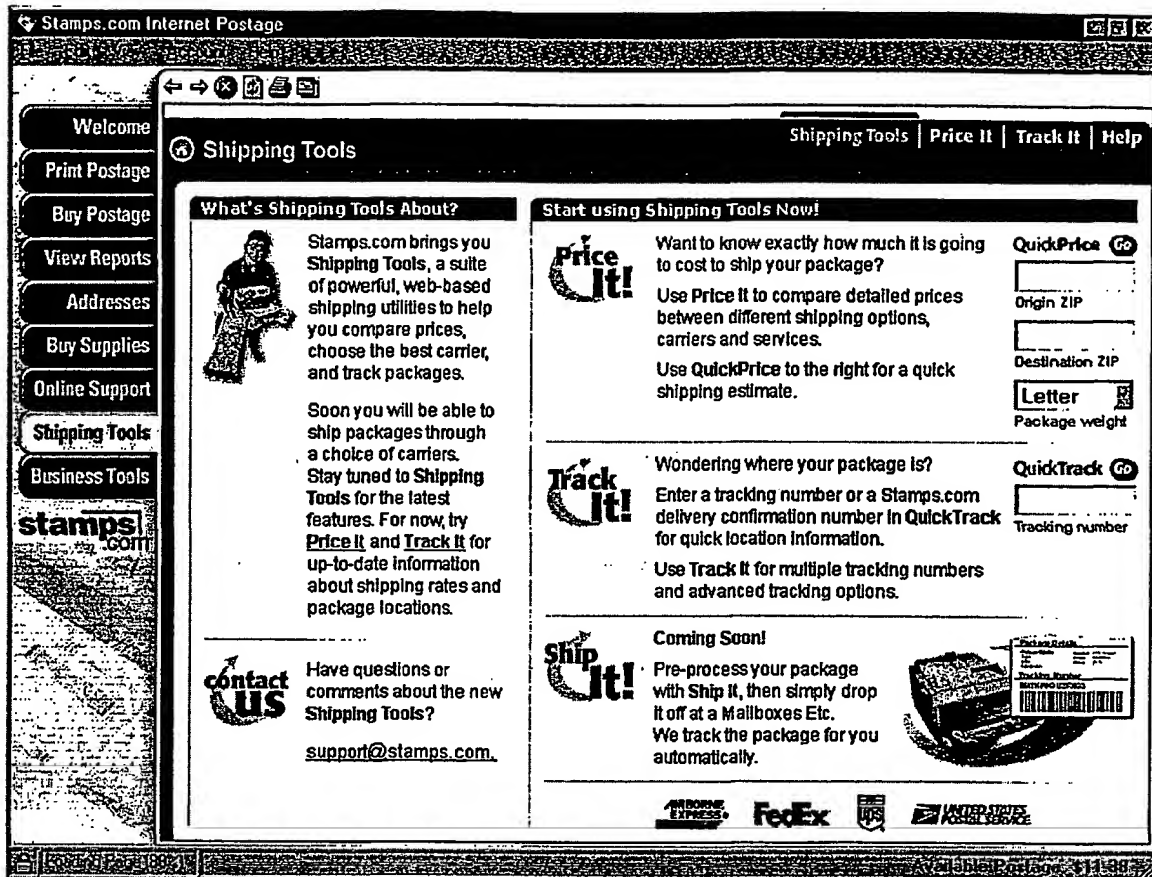 Stamps.com Internet Postage
Welcome
Print Postage
Buy Postage
View Reports
Addresses
Buy Supplies
Online Support
Shipping Tools
Business Tools
stamps
.com
Shipping Tools
Shipping Tools | Price It | Track It | Help
What's Shipping Tools About?
Stamps.com brings you
Shipping Tools, a suite
of powerful, web-based
shipping utilities to help
you compare prices,
choose the best carrier,
and track packages.
Soon you will be able to
ship packages through
a choice of carriers.
Stay tuned to Shipping
Tools for the latest
features. For now, try
Price It and Track It for
up-to-date information
about shipping rates and
package locations.
contact
us
Have questions or
comments about the new
Shipping Tools?
support@stamps.com.
Start using Shipping Tools Now!
Price
It!
Want to know exactly how much it is going
to cost to ship your package?
Use Price It to compare detailed prices
between different shipping options,
carriers and services.
Use QuickPrice to the right for a quick
shipping estimate.
QuickPrice Go
Origin ZIP
Destination ZIP
Letter
Package weight
Track
It!
Wondering where your package is?
Enter a tracking number or a Stamps.com
delivery confirmation number in QuickTrack
for quick location information.
Use Track It for multiple tracking numbers
and advanced tracking options.
QuickTrack Go
Tracking number
Ship
It!
Coming Soon!
Pre-process your package
with Ship It, then simply drop
it off at a Mailboxes Etc.
We track the package for you
automatically.
Package Details
Tracking Number
AIRBORNE
EXPRESS
FedEx
ups
UNITED STATES
POSTAL SERVICE
Available Postage: $11.88